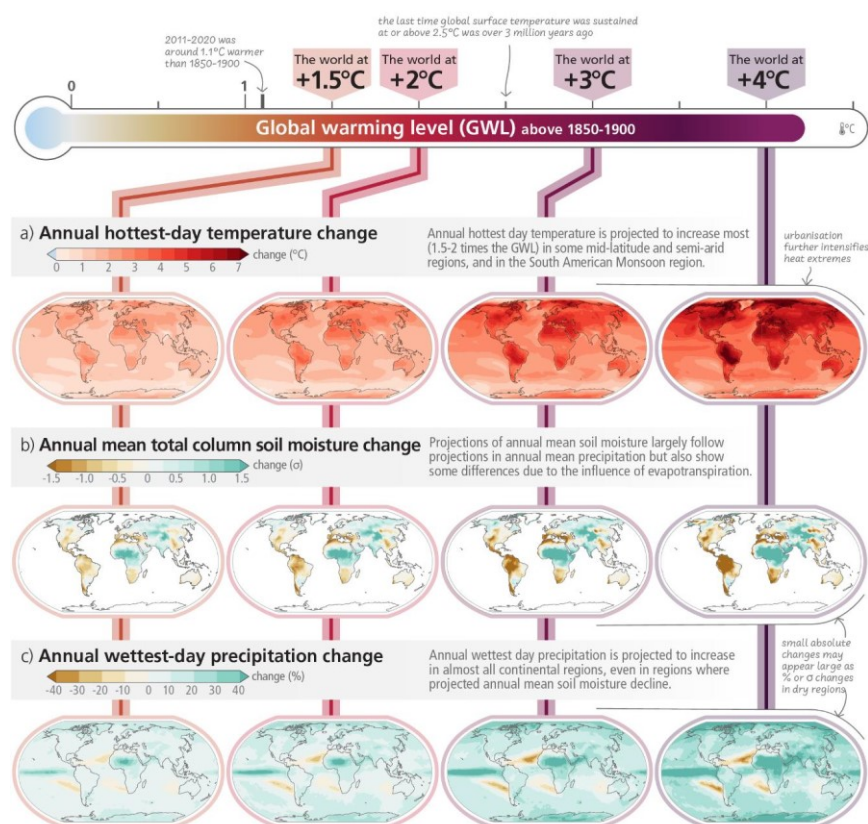 the last time global surface temperature was sustained
at or above 2.5°C was over 3 million years ago
2011-2020 was
around 1.1°C warmer
than 1850-1900
The world at
+1.5°C
The world at
+2°C
The world at
+3°C
The world at
+4°C
0
1
Global warming level (GWL) above 1850-1900
°C
a) Annual hottest-day temperature change
Annual hottest day temperature is projected to increase most
(1.5-2 times the GWL) in some mid-latitude and semi-arid
regions, and in the South American Monsoon region.
urbanisation
further intensifies
heat extremes
change (°C)
0 1 2 3 4 5 6 7
b) Annual mean total column soil moisture change
Projections of annual mean soil moisture largely follow
projections in annual mean precipitation but also show
some differences due to the influence of evapotranspiration.
change (σ)
-1.5 -1.0 -0.5 0 0.5 1.0 1.5
c) Annual wettest-day precipitation change
Annual wettest day precipitation is projected to increase
in almost all continental regions, even in regions where
projected annual mean soil moisture decline.
small absolute
changes may
appear large as
% or σ changes
in dry regions
change (%)
-40 -30 -20 -10 0 10 20 30 40